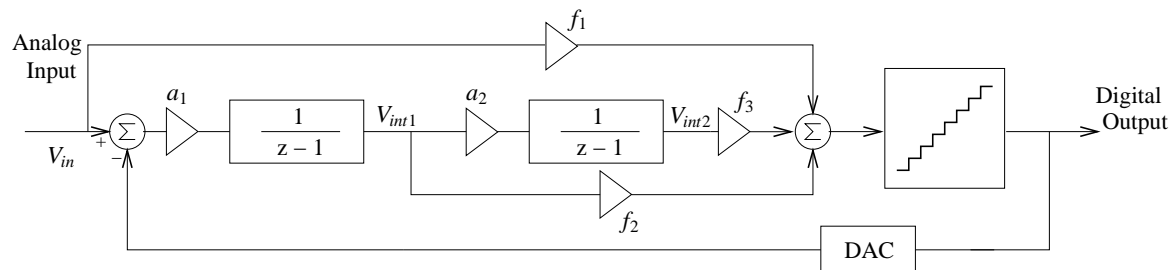 f1
Analog
Input
a1
1
z − 1
Vint1
a2
1
z − 1
Vint2
f3
Σ
Σ
+
−
Vin
f2
Digital
Output
DAC